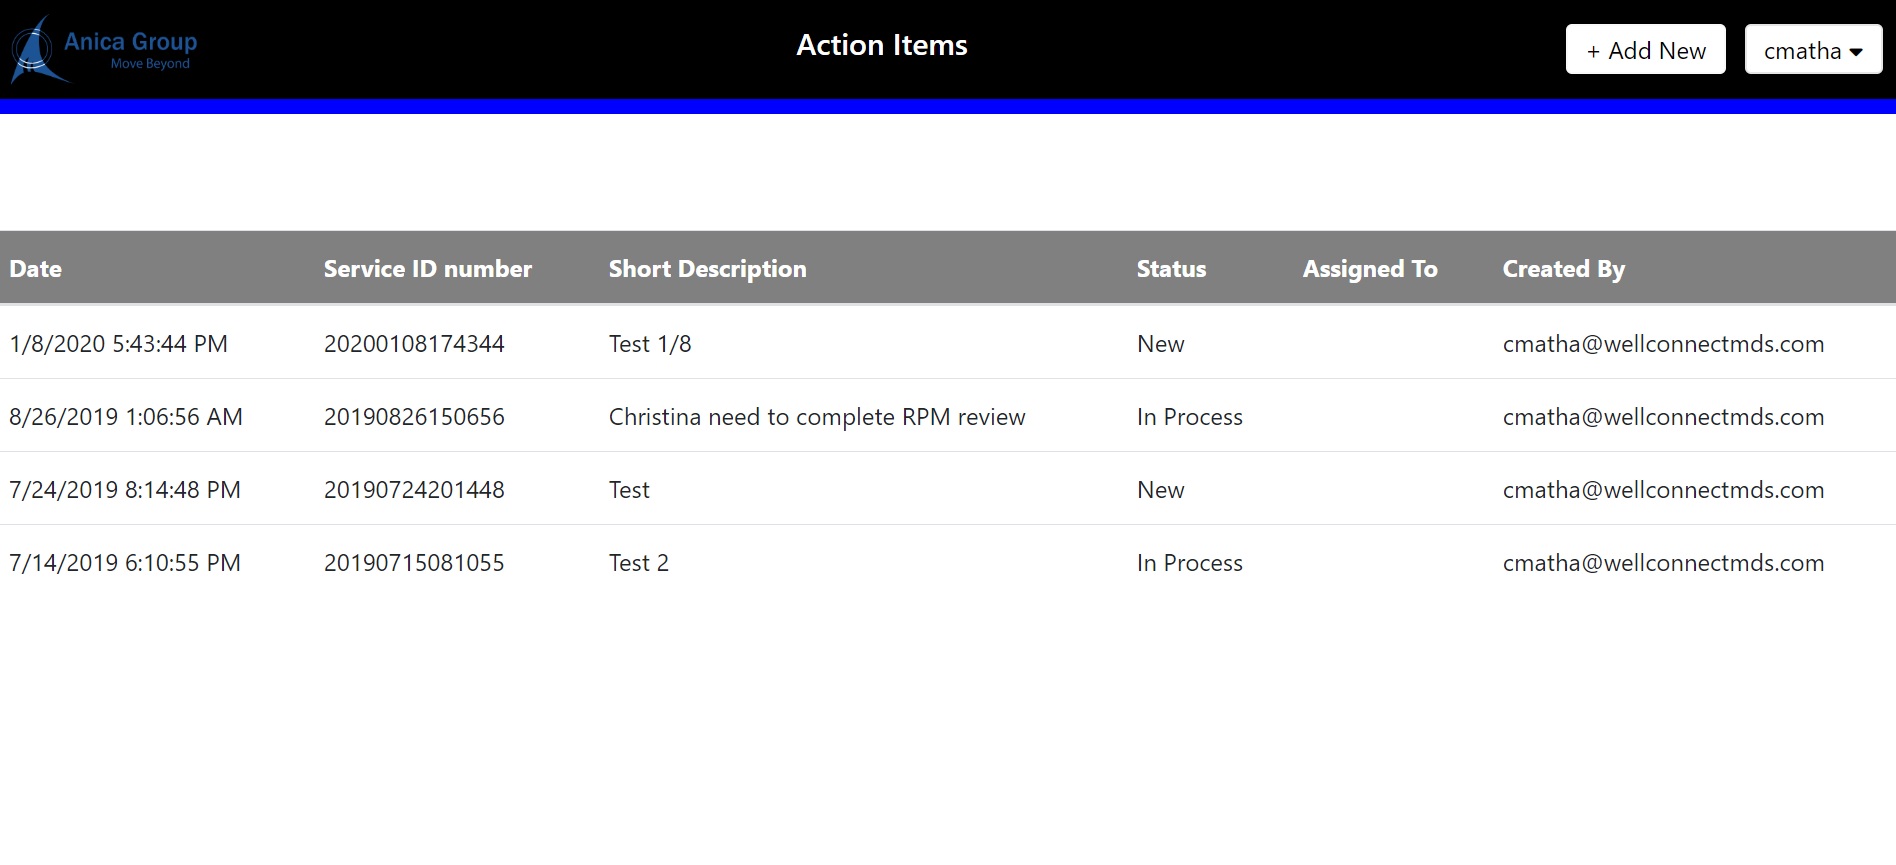 Anica Group
Move Beyond
Action Items
+ Add New
cmatha
Date Service ID number Short Description Status Assigned To Created By
1/8/2020 5:43:44 PM 20200108174344 Test 1/8 New cmatha@wellconnectmds.com
8/26/2019 1:06:56 AM 20190826150656 Christina need to complete RPM review In Process cmatha@wellconnectmds.com
7/24/2019 8:14:48 PM 20190724201448 Test New cmatha@wellconnectmds.com
7/14/2019 6:10:55 PM 20190715081055 Test 2 In Process cmatha@wellconnectmds.com